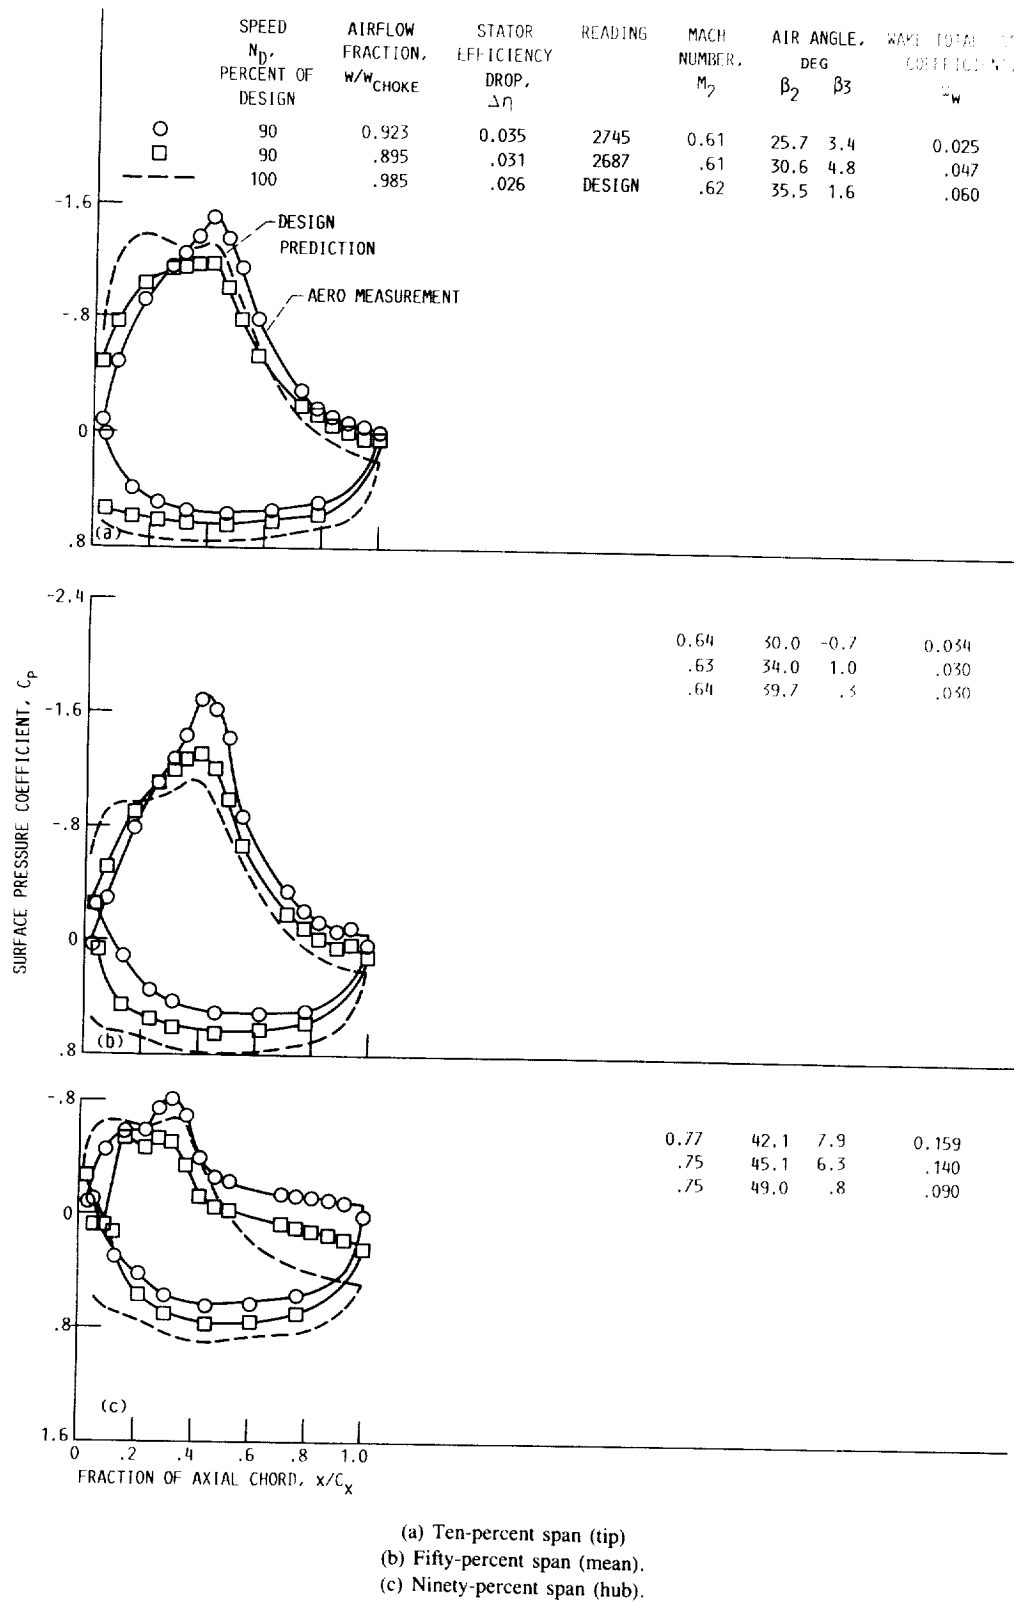 SPEED AIRFLOW STATOR READING MACH AIR ANGLE, WAKE TOTAL
N_D, FRACTION, EFFICIENCY NUMBER, DEG COEFFICIENT,
PERCENT OF W/W_CHOKE DROP, M_2 β_2 β_3
DESIGN Δη
90 0.923 0.035 2745 0.61 25.7 3.4 0.025
90 .895 .031 2687 .61 30.6 4.8 .047
100 .985 .026 DESIGN .62 35.5 1.6 .060
-1.6
DESIGN
PREDICTION
AERO MEASUREMENT
-.8
0
.8
(a)
-2.4
0.64 30.0 -0.7 0.034
.63 34.0 1.0 .030
.64 39.7 .3 .030
-1.6
SURFACE PRESSURE COEFFICIENT, C_p
-.8
0
.8
(b)
-.8
0.77 42.1 7.9 0.159
.75 45.1 6.3 .140
.75 49.0 .8 .090
0
.8
(c)
1.6
0 .2 .4 .6 .8 1.0
FRACTION OF AXIAL CHORD, x/C_x
(a) Ten-percent span (tip)
(b) Fifty-percent span (mean).
(c) Ninety-percent span (hub).